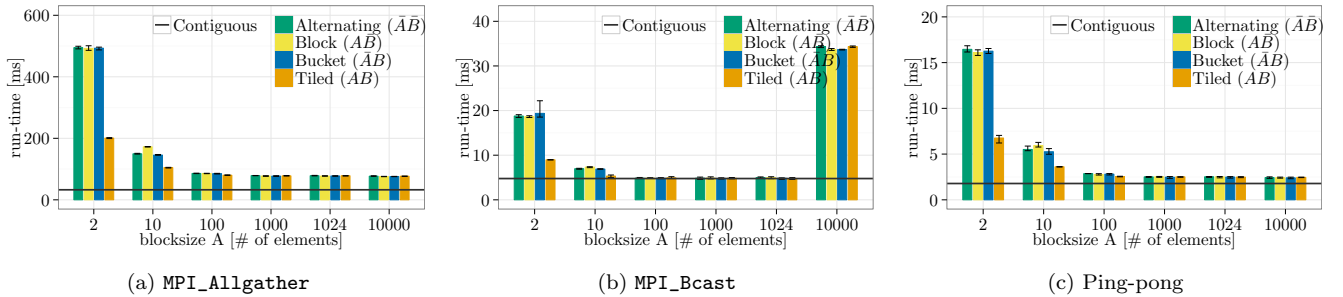 600
400
200
0
run-time [ms]
Contiguous
Alternating (ĀB̄)
Block (AB̄)
Bucket (ĀB)
Tiled (AB)
2 10 100 1000 1024 10000
blocksize A [# of elements]
(a) MPI_Allgather
40
30
20
10
0
run-time [ms]
Contiguous
Alternating (ĀB̄)
Block (AB̄)
Bucket (ĀB)
Tiled (AB)
2 10 100 1000 1024 10000
blocksize A [# of elements]
(b) MPI_Bcast
20
15
10
5
0
run-time [ms]
Contiguous
Alternating (ĀB̄)
Block (AB̄)
Bucket (ĀB)
Tiled (AB)
2 10 100 1000 1024 10000
blocksize A [# of elements]
(c) Ping-pong